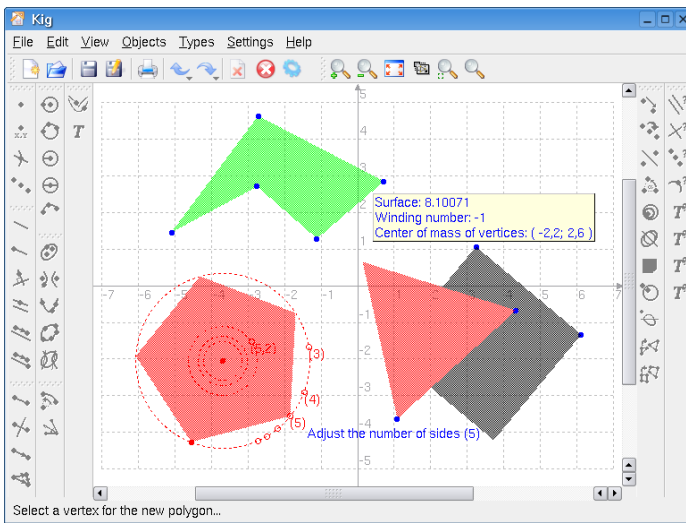 Kig
File Edit View Objects Types Settings Help
x,y
T
5
4
3
2
1
Surface: 8.10071
Winding number: -1
Center of mass of vertices: ( -2,2; 2,6 )
-7 -6 -5 -4 -3 -2 -1 1 2 3 4 5 6 7
-1
-2
-3
-4
-5
(5,2)
(3)
(4)
(5)
Adjust the number of sides (5)
Select a vertex for the new polygon...